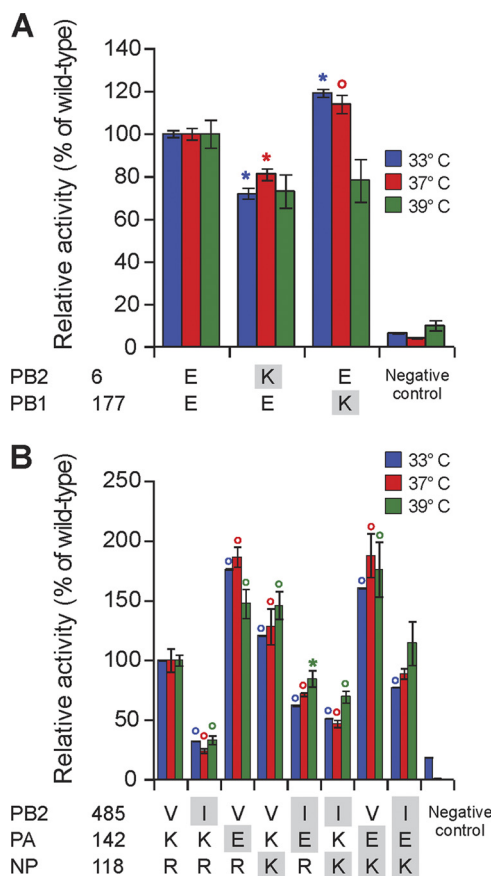 A
Relative activity (% of wild-type)
140
120
100
80
60
40
20
0
* * * o
33° C
37° C
39° C
PB2 6 E K E Negative control
PB1 177 E E K
B
Relative activity (% of wild-type)
250
200
150
100
50
0
33° C
37° C
39° C
o o o o o o o o o o o * o o o o o o o
PB2 485 V I V V I I V I Negative control
PA 142 K K E K E K E E
NP 118 R R R K R K K K